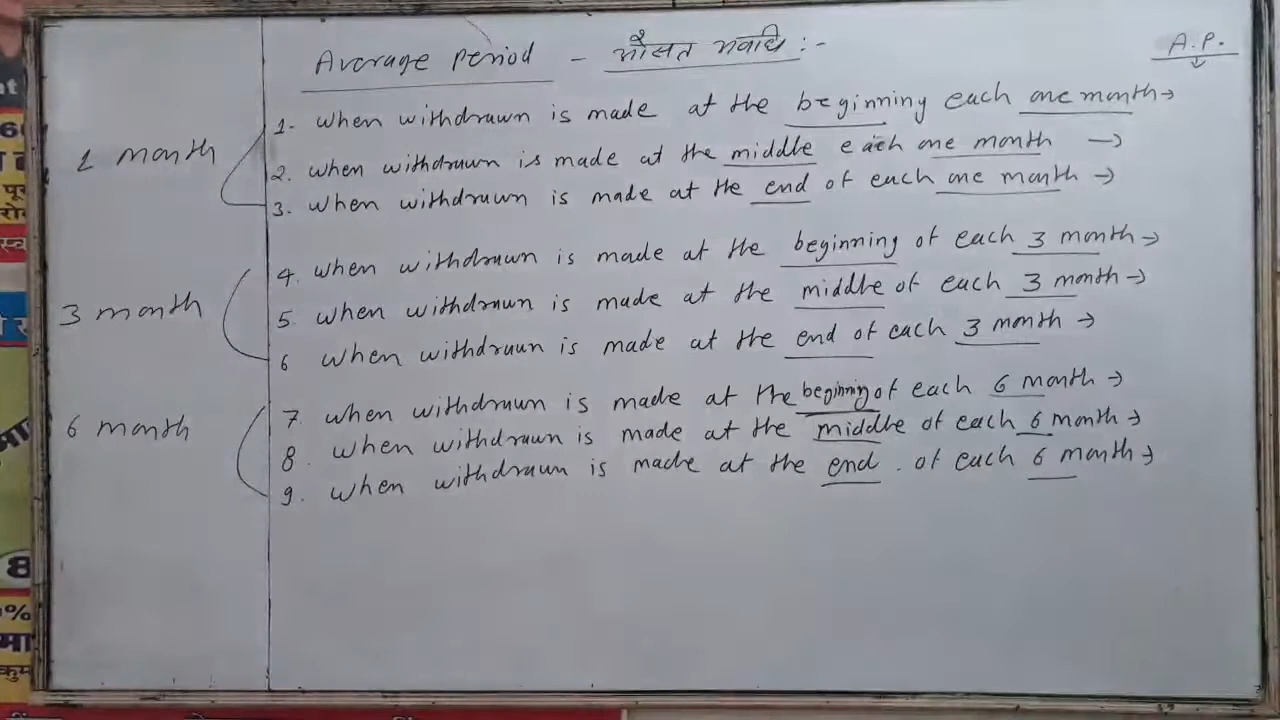 Average Period - औसत अवधि :-
A.P.
1 month
1. When withdrawn is made at the beginning each one month →
2. When withdrawn is made at the middle each one month →
3. When withdrawn is made at the end of each one month →
3 month
4. When withdrawn is made at the beginning of each 3 month →
5. When withdrawn is made at the middle of each 3 month →
6 When withdrawn is made at the end of each 3 month →
6 month
7. When withdrawn is made at the beginning of each 6 month →
8. When withdrawn is made at the middle of each 6 month →
9. When withdrawn is made at the end. of each 6 month →